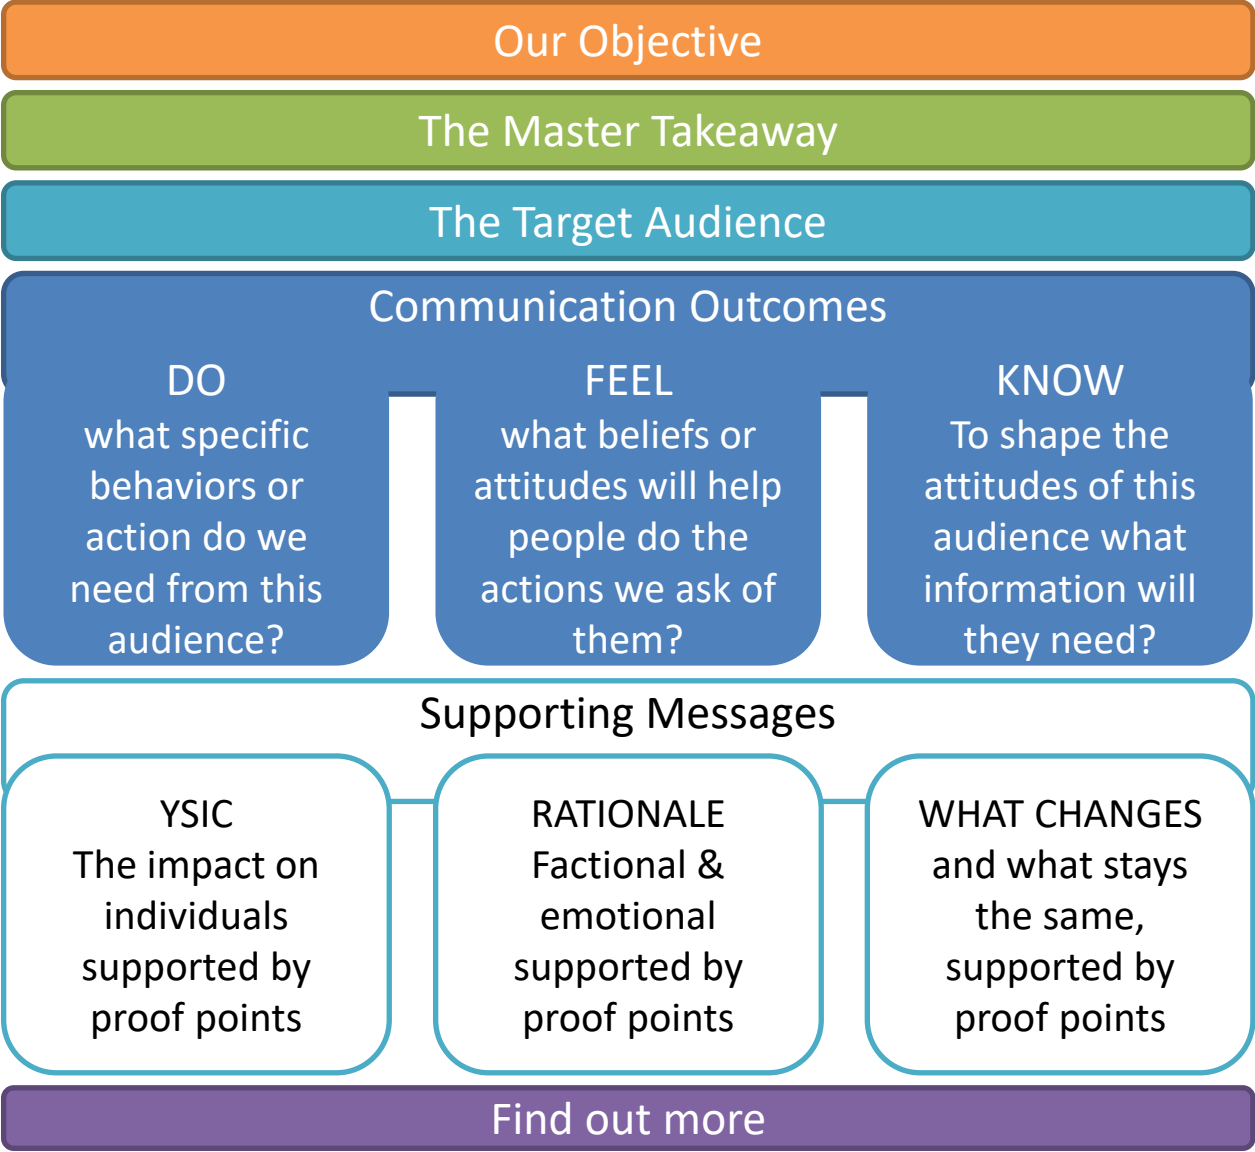 Our Objective
The Master Takeaway
The Target Audience
Communication Outcomes
DO
what specific
behaviors or
action do we
need from this
audience?
FEEL
what beliefs or
attitudes will help
people do the
actions we ask of
them?
KNOW
To shape the
attitudes of this
audience what
information will
they need?
Supporting Messages
YSIC
The impact on
individuals
supported by
proof points
RATIONALE
Factional &
emotional
supported by
proof points
WHAT CHANGES
and what stays
the same,
supported by
proof points
Find out more